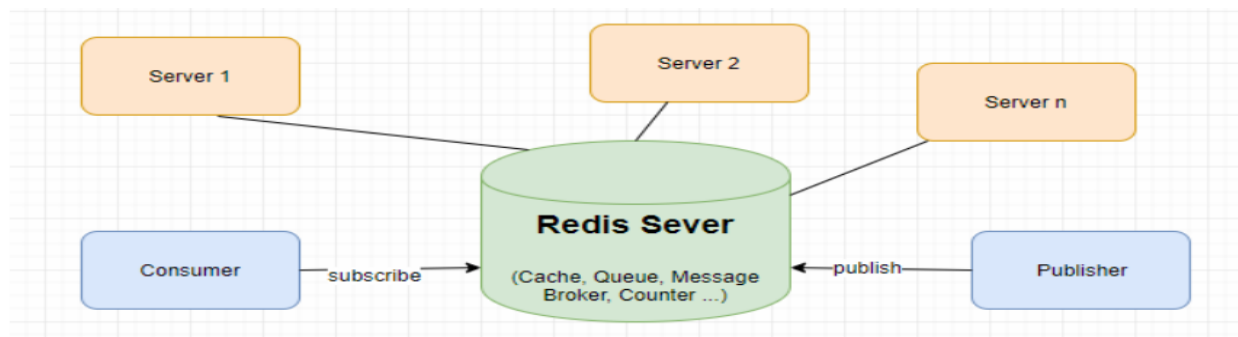 Server 1
Server 2
Server n
Redis Sever
(Cache, Queue, Message
Broker, Counter ...)
Consumer
subscribe
publish
Publisher